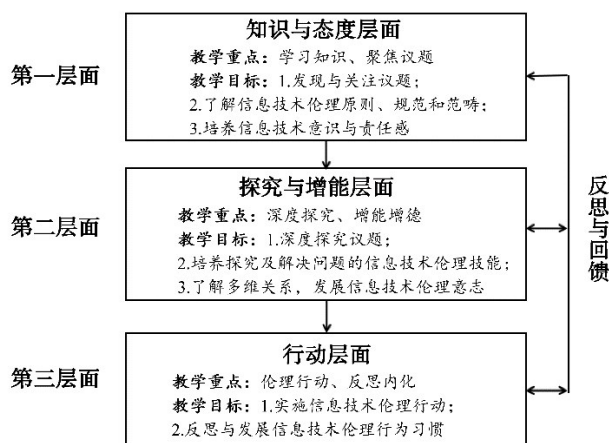 知识与态度层面
教学重点：学习知识、聚焦议题
第一层面
教学目标：1.发现与关注议题；
2.了解信息技术伦理原则、规范和范畴；
3.培养信息技术意识与责任感
探究与增能层面
教学重点：深度探究、增能增德
第二层面
教学目标：1.深度探究议题；
2.培养探究及解决问题的信息技术伦理技能；
3.了解多维关系，发展信息技术伦理意志
行动层面
第三层面
教学重点：伦理行动、反思内化
教学目标：1.实施信息技术伦理行动；
2.反思与发展信息技术伦理行为习惯
反思与回馈